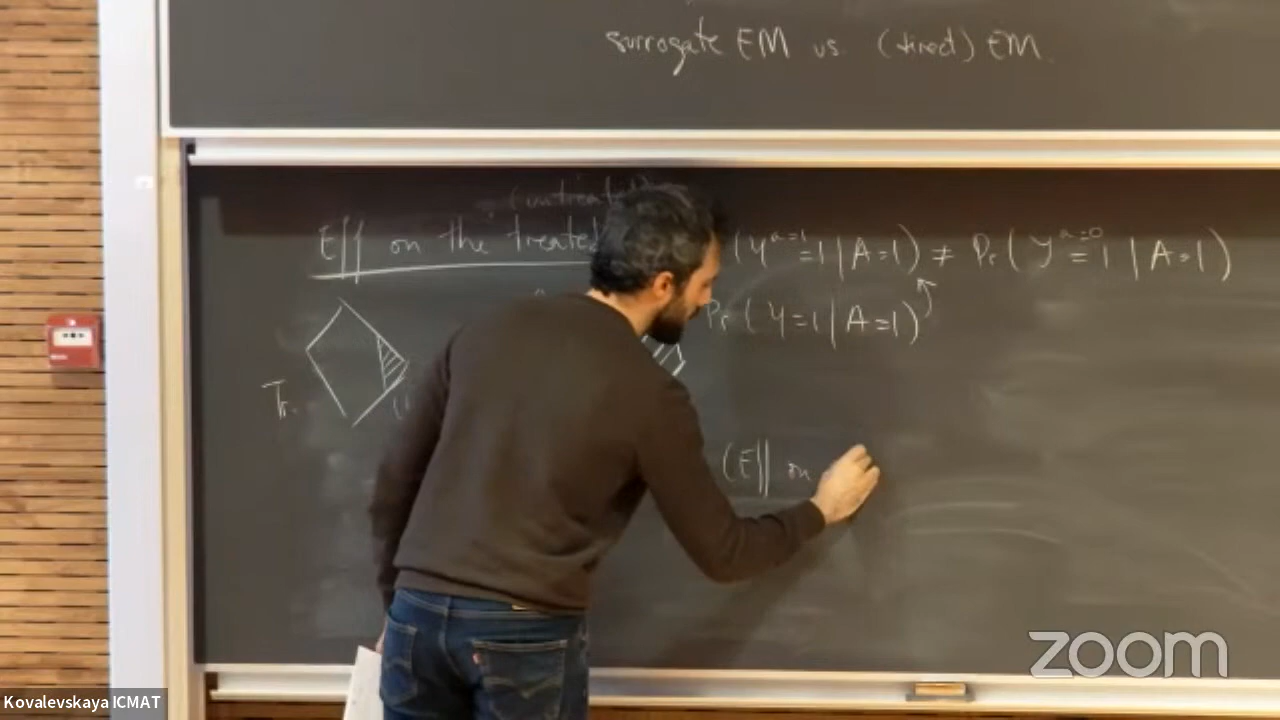 surrogate EM vs. (direct) EM.
(untreated)
Eff on the treated (Y^{a=1}=1|A=1) ≠ Pr(Y^{a=0}=1|A=1)
Pr(Y=1|A=1)
Tr.
(Eff on
zoom
Kovalevskaya ICMAT